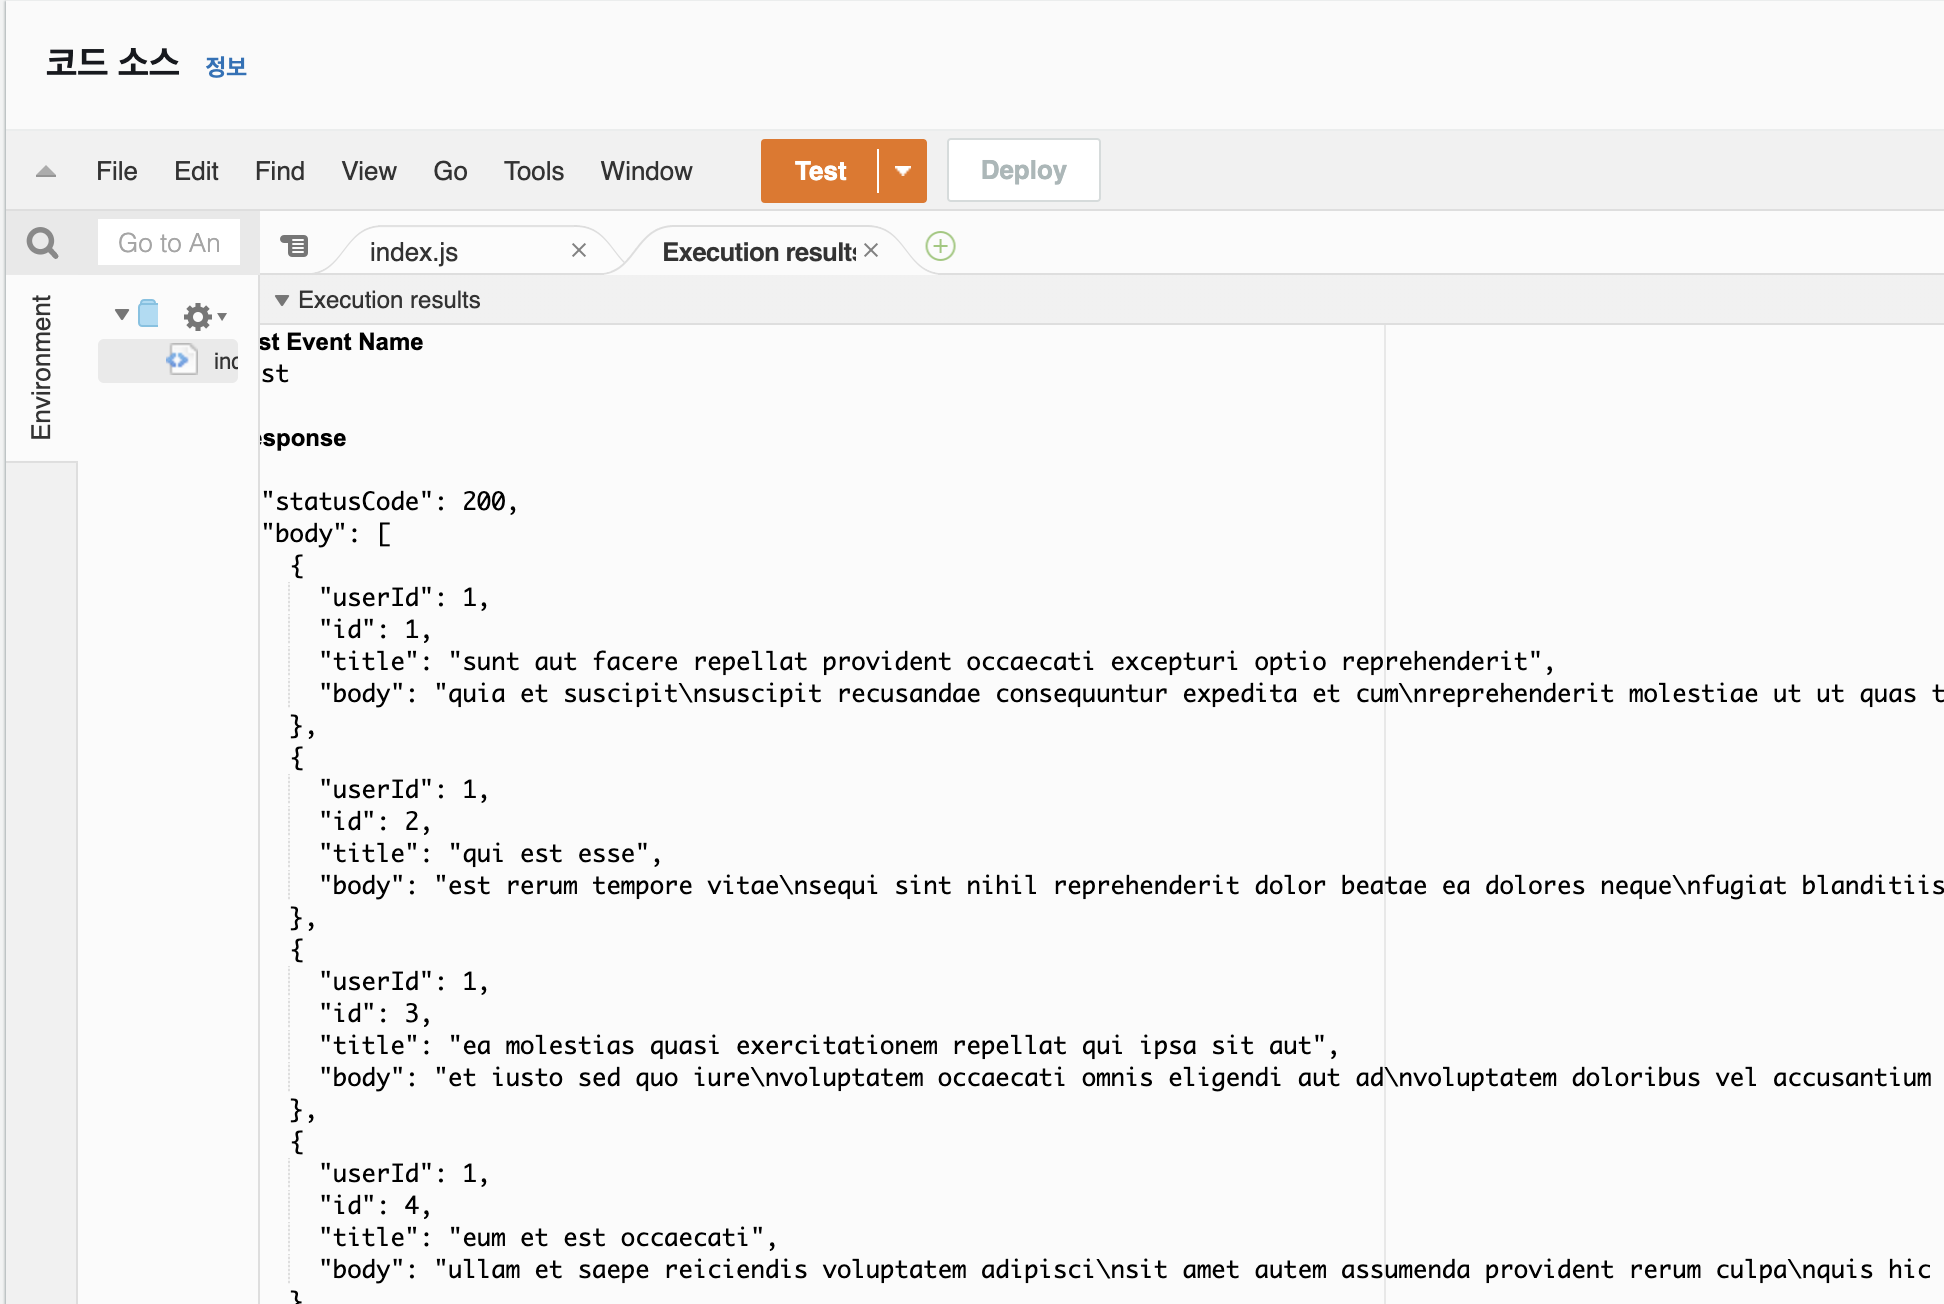 코드 소스 정보
File Edit Find View Go Tools Window Test Deploy
Go to An index.js Execution results
Environment
Execution results
st Event Name
st
esponse
"statusCode": 200,
"body": [
{
"userId": 1,
"id": 1,
"title": "sunt aut facere repellat provident occaecati excepturi optio reprehenderit",
"body": "quia et suscipit\nsuscipit recusandae consequuntur expedita et cum\nreprehenderit molestiae ut ut quas t
},
{
"userId": 1,
"id": 2,
"title": "qui est esse",
"body": "est rerum tempore vitae\nsequi sint nihil reprehenderit dolor beatae ea dolores neque\nfugiat blanditiis
},
{
"userId": 1,
"id": 3,
"title": "ea molestias quasi exercitationem repellat qui ipsa sit aut",
"body": "et iusto sed quo iure\nvoluptatem occaecati omnis eligendi aut ad\nvoluptatem doloribus vel accusantium
},
{
"userId": 1,
"id": 4,
"title": "eum et est occaecati",
"body": "ullam et saepe reiciendis voluptatem adipisci\nsit amet autem assumenda provident rerum culpa\nquis hic
}